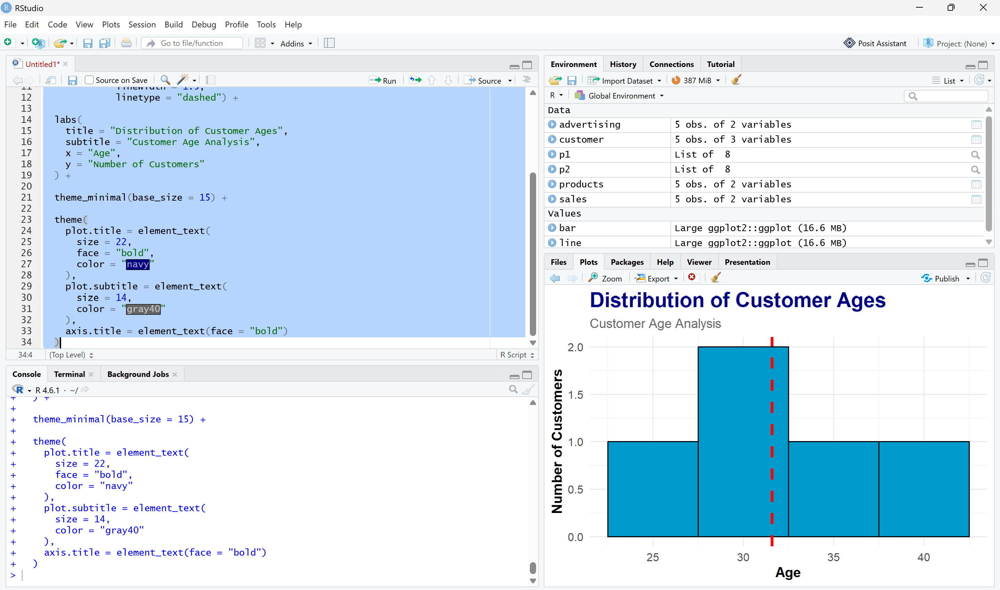 RStudio
File Edit Code View Plots Session Build Debug Profile Tools Help
Go to file/function Addins Posit Assistant Project: (None)
Untitled1*
Source on Save Run Source
12 linetype = "dashed") +
13
14 labs(
15 title = "Distribution of Customer Ages",
16 subtitle = "Customer Age Analysis",
17 x = "Age",
18 y = "Number of Customers"
19 ) +
20
21 theme_minimal(base_size = 15) +
22
23 theme(
24 plot.title = element_text(
25 size = 22,
26 face = "bold",
27 color = "navy"
28 ),
29 plot.subtitle = element_text(
30 size = 14,
31 color = "gray40"
32 ),
33 axis.title = element_text(face = "bold")
34 )
34:4 (Top Level) R Script
Console Terminal Background Jobs
R 4.6.1 · ~/
+ ) +
+
+ theme_minimal(base_size = 15) +
+
+ theme(
+ plot.title = element_text(
+ size = 22,
+ face = "bold",
+ color = "navy"
+ ),
+ plot.subtitle = element_text(
+ size = 14,
+ color = "gray40"
+ ),
+ axis.title = element_text(face = "bold")
+ )
>
Environment History Connections Tutorial
Import Dataset 387 MiB List
R Global Environment
Data
advertising 5 obs. of 2 variables
customer 5 obs. of 3 variables
p1 List of 8
p2 List of 8
products 5 obs. of 2 variables
sales 5 obs. of 2 variables
Values
bar Large ggplot2::ggplot (16.6 MB)
line Large ggplot2::ggplot (16.6 MB)
Files Plots Packages Help Viewer Presentation
Zoom Export Publish
Distribution of Customer Ages
Customer Age Analysis
Number of Customers
2.0
1.5
1.0
0.5
0.0
25 30 35 40
Age